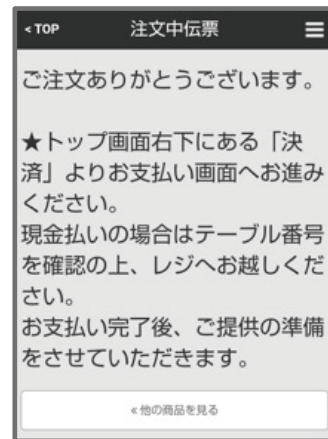 < TOP 注文中伝票
ご注文ありがとうございます。
★トップ画面右下にある「決
済」よりお支払い画面へお進み
ください。
現金払いの場合はテーブル番号
を確認の上、レジへお越しくだ
さい。
お支払い完了後、ご提供の準備
をさせていただきます。
«他の商品を見る